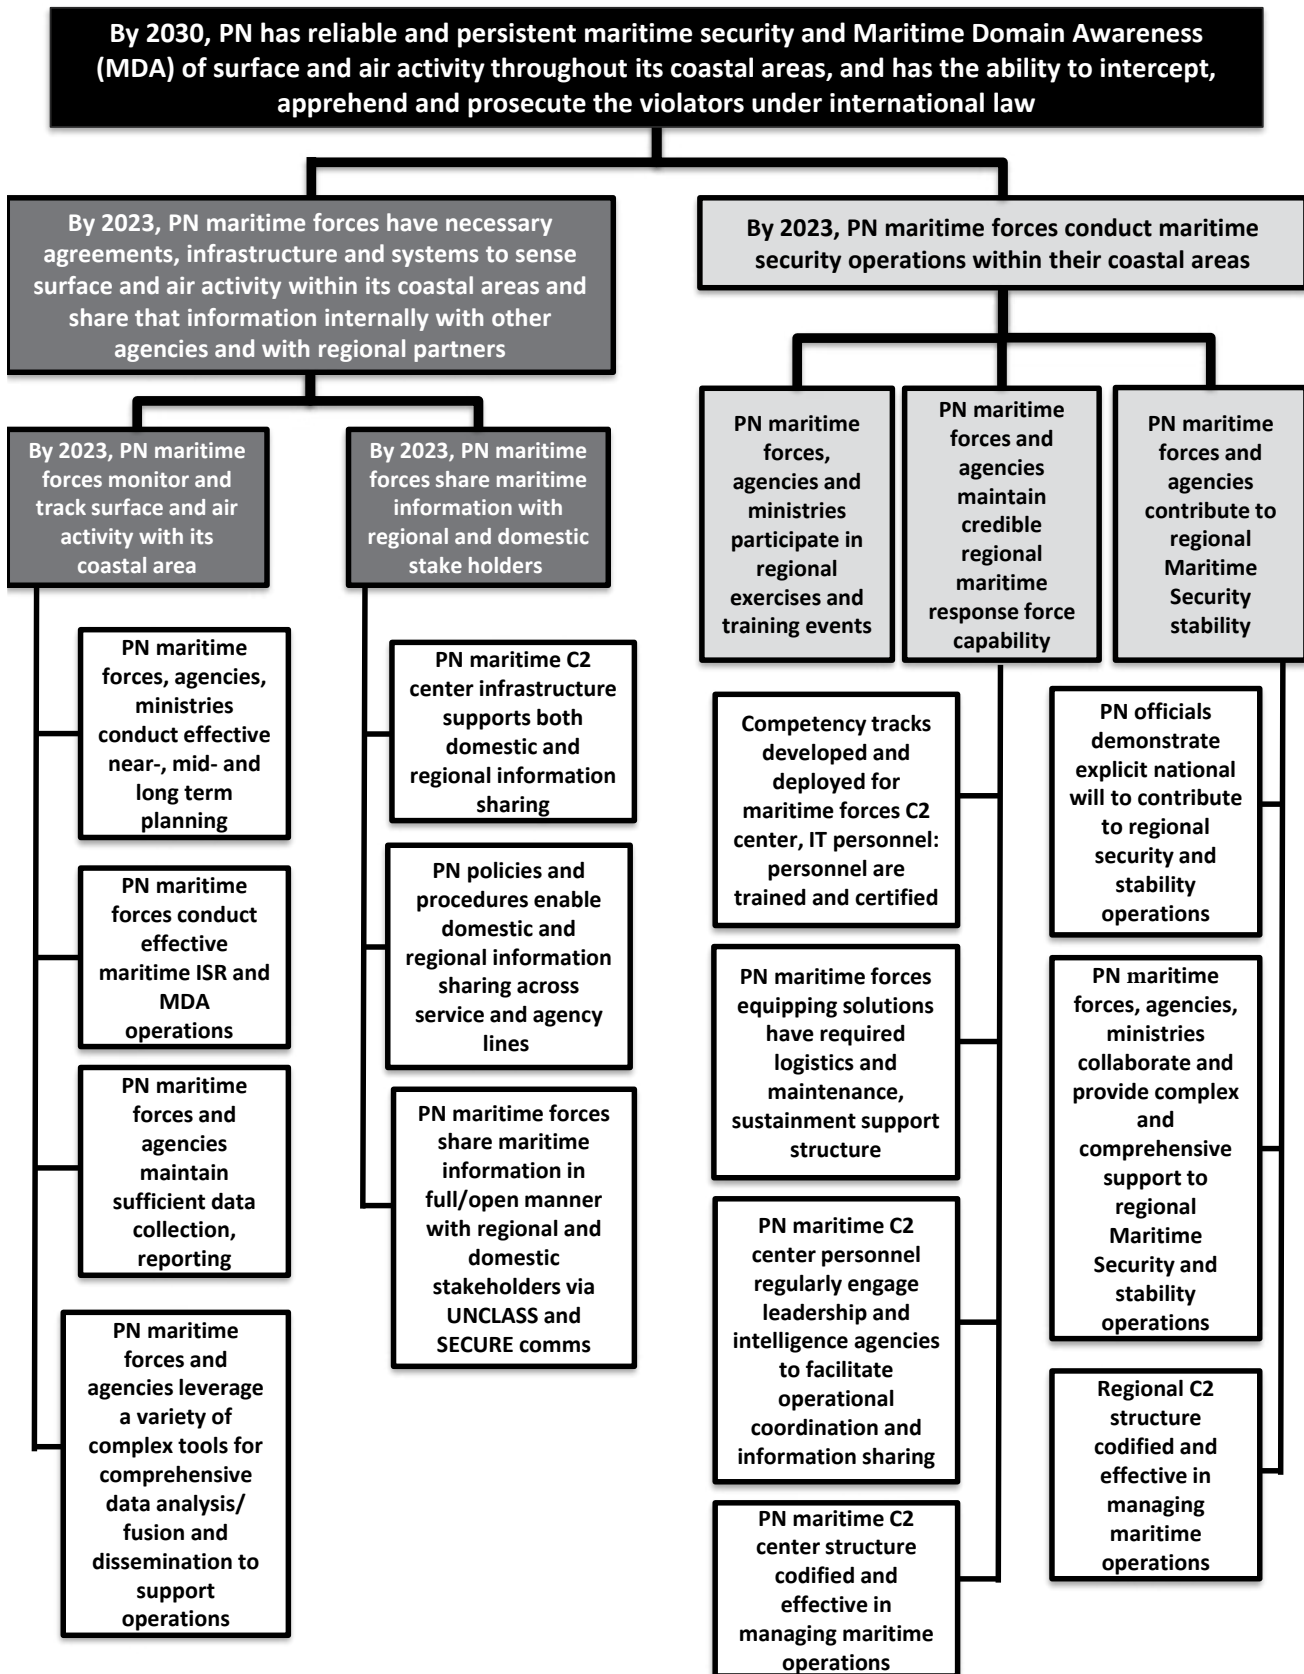 By 2030, PN has reliable and persistent maritime security and Maritime Domain Awareness
(MDA) of surface and air activity throughout its coastal areas, and has the ability to intercept,
apprehend and prosecute the violators under international law
By 2023, PN maritime forces have necessary
agreements, infrastructure and systems to sense
surface and air activity within its coastal areas and
share that information internally with other
agencies and with regional partners
By 2023, PN maritime forces conduct maritime
security operations within their coastal areas
By 2023, PN maritime
forces monitor and
track surface and air
activity with its
coastal area
By 2023, PN maritime
forces share maritime
information with
regional and domestic
stake holders
PN maritime
forces,
agencies and
ministries
participate in
regional
exercises and
training events
PN maritime
forces and
agencies
maintain
credible
regional
maritime
response force
capability
PN maritime
forces and
agencies
contribute to
regional
Maritime
Security
stability
PN maritime
forces, agencies,
ministries
conduct effective
near-, mid- and
long term
planning
PN maritime
forces conduct
effective
maritime ISR and
MDA
operations
PN maritime
forces and
agencies
maintain
sufficient data
collection,
reporting
PN maritime
forces and
agencies leverage
a variety of
complex tools for
comprehensive
data analysis/
fusion and
dissemination to
support
operations
PN maritime C2
center infrastructure
supports both
domestic and
regional information
sharing
PN policies and
procedures enable
domestic and
regional information
sharing across
service and agency
lines
PN maritime forces
share maritime
information in
full/open manner
with regional and
domestic
stakeholders via
UNCLASS and
SECURE comms
Competency tracks
developed and
deployed for
maritime forces C2
center, IT personnel:
personnel are
trained and certified
PN maritime forces
equipping solutions
have required
logistics and
maintenance,
sustainment support
structure
PN maritime C2
center personnel
regularly engage
leadership and
intelligence agencies
to facilitate
operational
coordination and
information sharing
PN maritime C2
center structure
codified and
effective in
managing maritime
operations
PN officials
demonstrate
explicit national
will to contribute
to regional
security and
stability
operations
PN maritime
forces, agencies,
ministries
collaborate and
provide complex
and
comprehensive
support to
regional
Maritime
Security and
stability
operations
Regional C2
structure
codified and
effective in
managing
maritime
operations